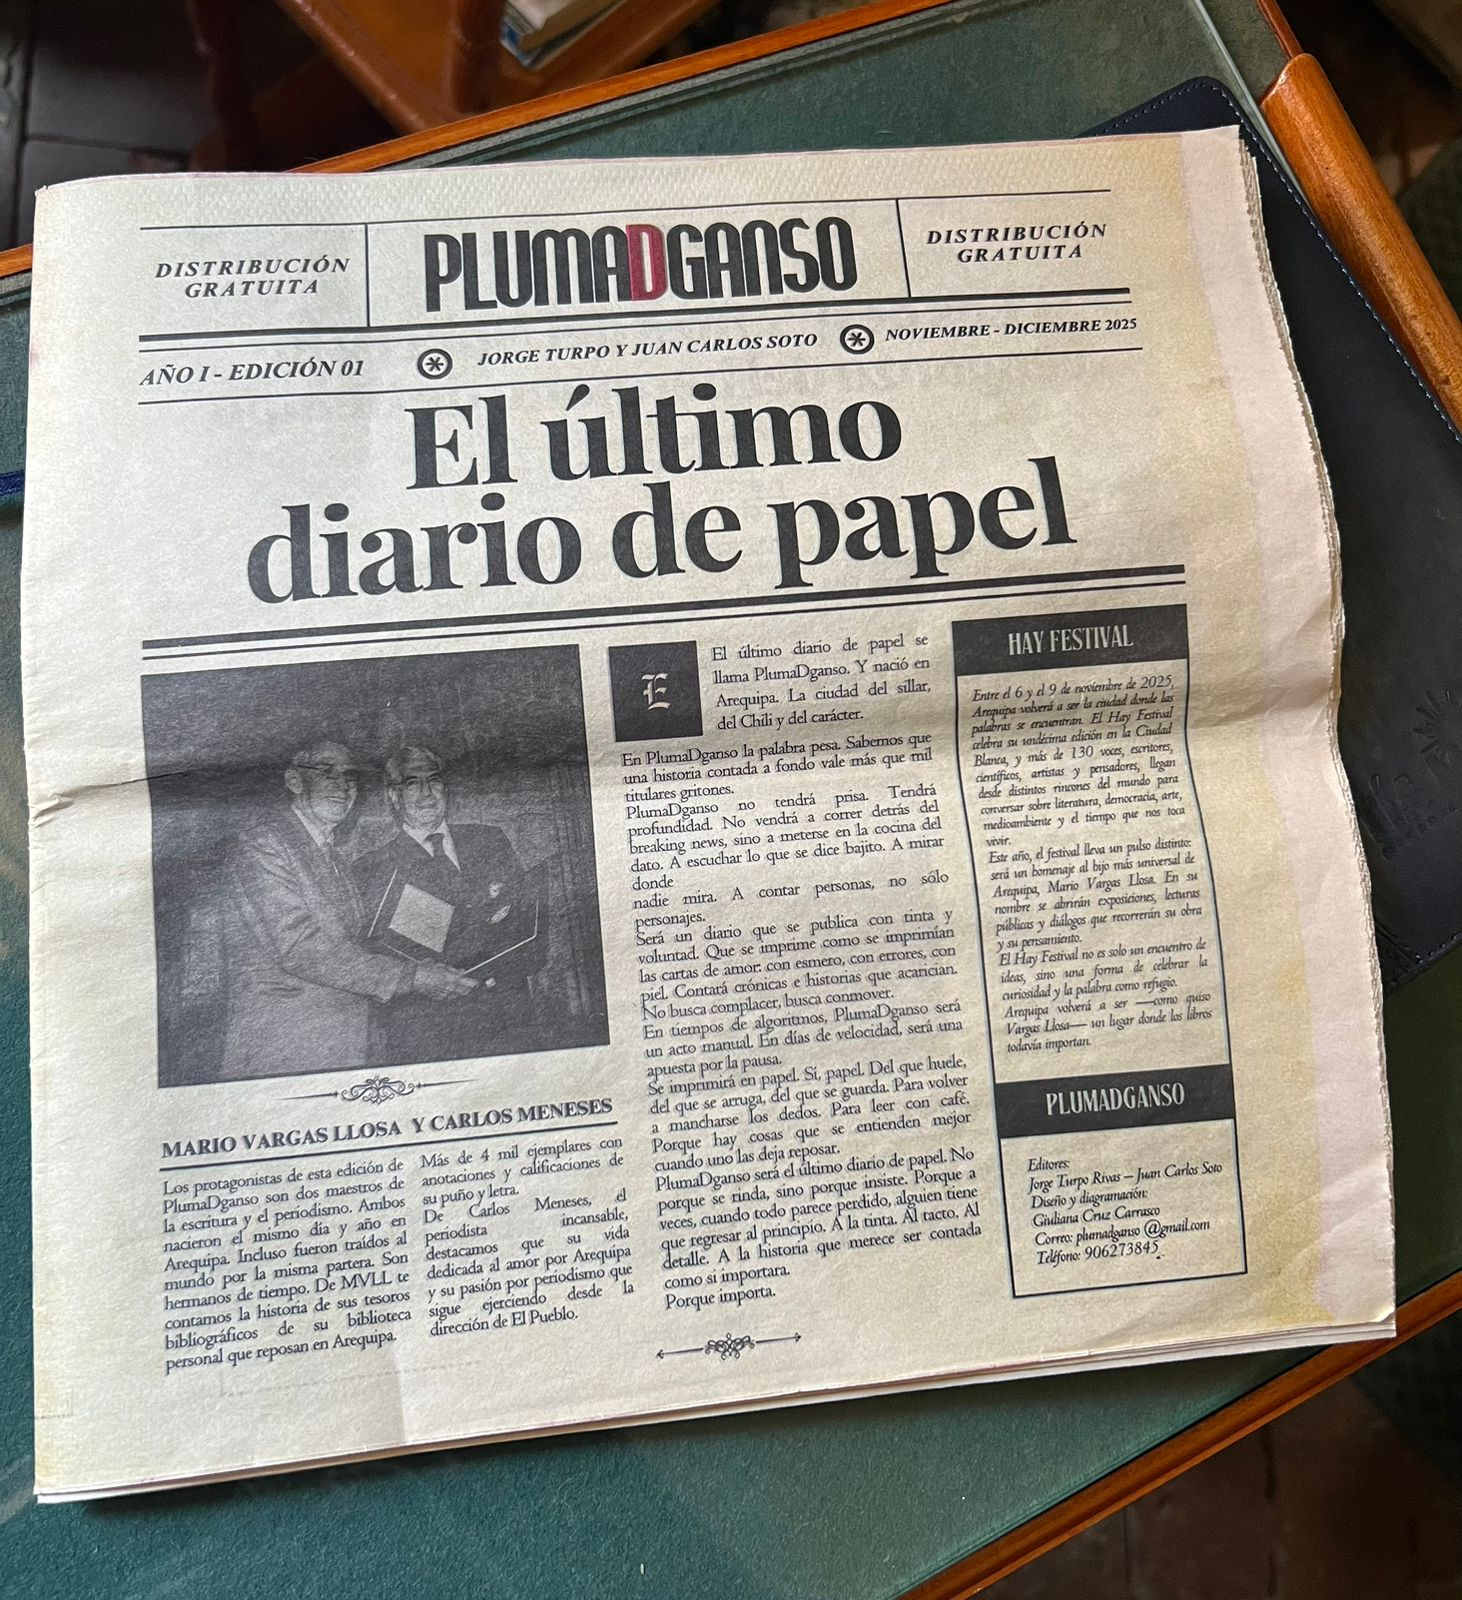 DISTRIBUCIÓN
GRATUITA
PLUMADGANSO
DISTRIBUCIÓN
GRATUITA
AÑO I - EDICIÓN 01
JORGE TURPO Y JUAN CARLOS SOTO
NOVIEMBRE - DICIEMBRE 2025
El último
diario de papel
MARIO VARGAS LLOSA Y CARLOS MENESES
Los protagonistas de esta edición de
PlumaDganso son dos maestros de
la escritura y el periodismo. Ambos
nacieron el mismo día y año en
Arequipa. Incluso fueron traídos al
mundo por la misma partera. Son
hermanos de tiempo. De MVLL te
contamos la historia de sus tesoros
bibliográficos de su biblioteca
personal que reposan en Arequipa.
Más de 4 mil ejemplares con
anotaciones y calificaciones de
su puño y letra.
De Carlos Meneses, el
periodista incansable,
destacamos que su vida
dedicada al amor por Arequipa
y su pasión por periodismo que
sigue ejerciendo desde la
dirección de El Pueblo.
E
El último diario de papel se
llama PlumaDganso. Y nació en
Arequipa. La ciudad del sillar,
del Chili y del carácter.
En PlumaDganso la palabra pesa. Sabemos que
una historia contada a fondo vale más que mil
titulares gritones.
PlumaDganso no tendrá prisa. Tendrá
profundidad. No vendrá a correr detrás del
breaking news, sino a meterse en la cocina del
dato. A escuchar lo que se dice bajito. A mirar
donde
nadie mira. A contar personas, no sólo
personajes.
Será un diario que se publica con tinta y
voluntad. Que se imprime como se imprimían
las cartas de amor: con esmero, con errores, con
piel. Contará crónicas e historias que acarician.
No busca complacer, busca conmover.
En tiempos de algoritmos, PlumaDganso será
un acto manual. En días de velocidad, será una
apuesta por la pausa.
Se imprimirá en papel. Sí, papel. Del que huele,
del que se arruga, del que se guarda. Para volver
a mancharse los dedos. Para leer con café.
Porque hay cosas que se entienden mejor
cuando uno las deja reposar.
PlumaDganso será el último diario de papel. No
porque se rinda, sino porque insiste. Porque a
veces, cuando todo parece perdido, alguien tiene
que regresar al principio. A la tinta. Al tacto. Al
detalle. A la historia que merece ser contada
como si importara.
Porque importa.
HAY FESTIVAL
Entre el 6 y el 9 de noviembre de 2025,
Arequipa volverá a ser la ciudad donde las
palabras se encuentran. El Hay Festival
celebra su undécima edición en la Ciudad
Blanca, y más de 130 voces, escritores,
científicos, artistas y pensadores, llegan
desde distintos rincones del mundo para
conversar sobre literatura, democracia, arte,
medioambiente y el tiempo que nos toca
vivir.
Este año, el festival lleva un pulso distinto:
será un homenaje al hijo más universal de
Arequipa, Mario Vargas Llosa. En su
nombre se abrirán exposiciones, lecturas
públicas y diálogos que recorrerán su obra
y su pensamiento.
El Hay Festival no es solo un encuentro de
ideas, sino una forma de celebrar la
curiosidad y la palabra como refugio.
Arequipa volverá a ser —como quiso
Vargas Llosa— un lugar donde los libros
todavía importan.
PLUMADGANSO
Editores:
Jorge Turpo Rivas – Juan Carlos Soto
Diseño y diagramación:
Giuliana Cruz Carrasco
Correo: plumadganso @gmail.com
Teléfono: 906273845